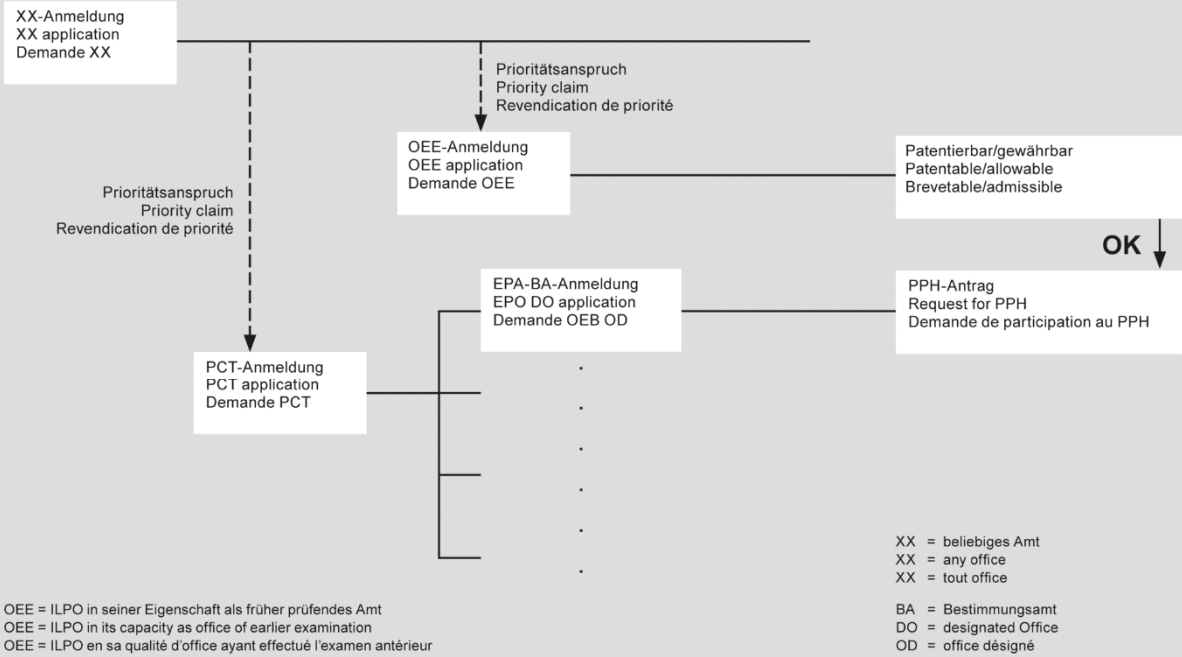 XX-Anmeldung
XX application
Demande XX
Prioritätsanspruch
Priority claim
Revendication de priorité
OEE-Anmeldung
OEE application
Demande OEE
Patentierbar/gewährbar
Patentable/allowable
Brevetable/admissible
Prioritätsanspruch
Priority claim
Revendication de priorité
OK
EPA-BA-Anmeldung
EPO DO application
Demande OEB OD
PPH-Antrag
Request for PPH
Demande de participation au PPH
PCT-Anmeldung
PCT application
Demande PCT
XX = beliebiges Amt
XX = any office
XX = tout office
OEE = ILPO in seiner Eigenschaft als früher prüfendes Amt
OEE = ILPO in its capacity as office of earlier examination
OEE = ILPO en sa qualité d'office ayant effectué l'examen antérieur
BA = Bestimmungsamt
DO = designated Office
OD = office désigné